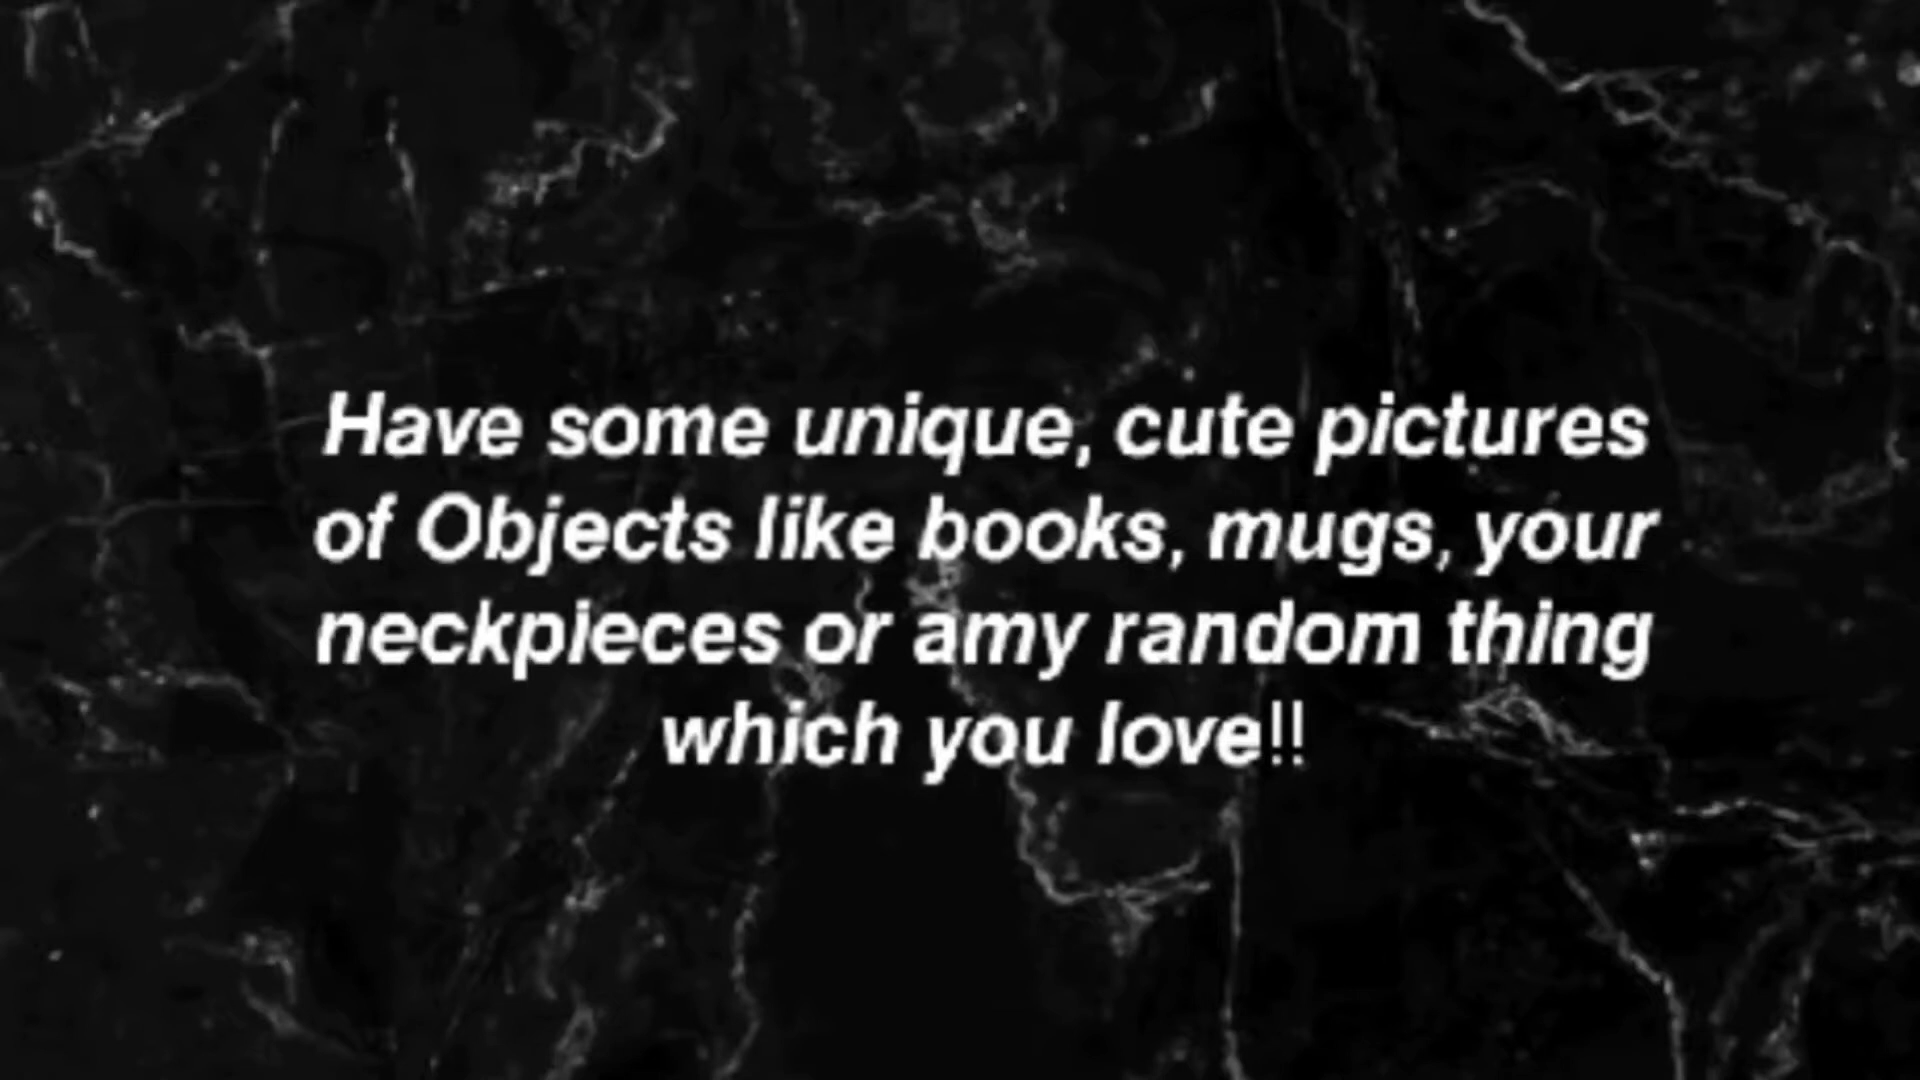 Have some unique, cute pictures
of Objects like books, mugs, your
neckpieces or amy random thing
which you love!!